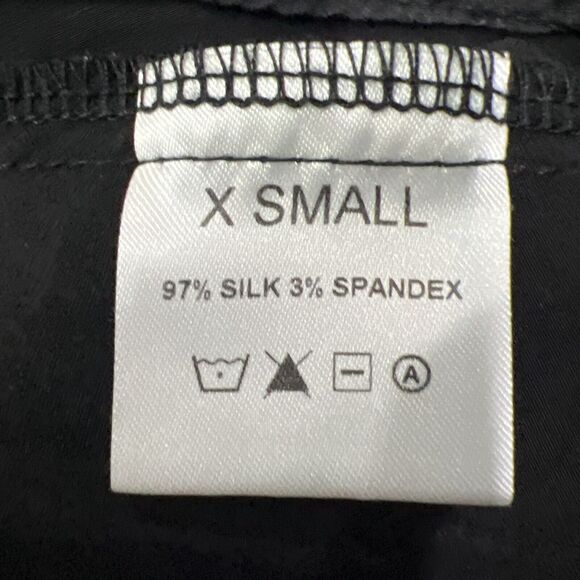 X SMALL
97% SILK 3% SPANDEX
A